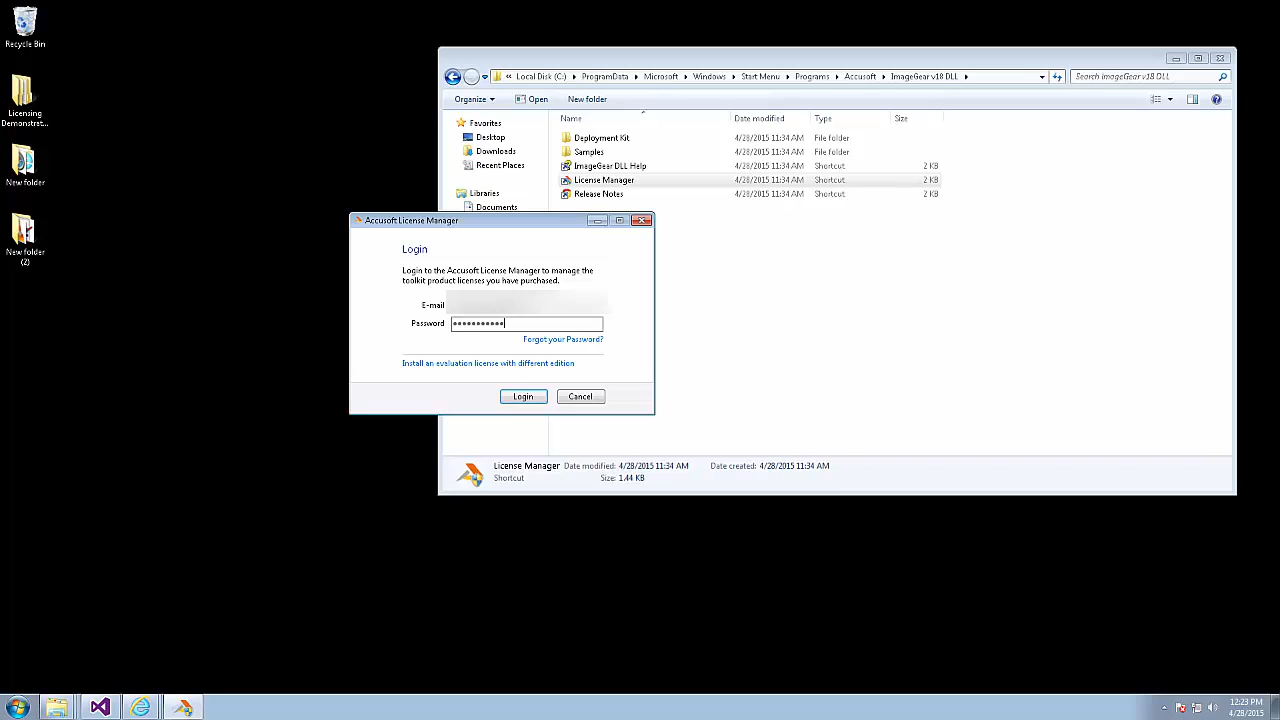 Recycle Bin
Licensing
Demonstrat...
New folder
New folder
(2)
« Local Disk (C:) ▸ ProgramData ▸ Microsoft ▸ Windows ▸ Start Menu ▸ Programs ▸ Accusoft ▸ ImageGear v18 DLL ▸
Search ImageGear v18 DLL
Organize ▾ Open New folder
Name Date modified Type Size
Favorites
Desktop
Downloads
Recent Places
Libraries
Documents
Deployment Kit 4/28/2015 11:34 AM File folder
Samples 4/28/2015 11:34 AM File folder
ImageGear DLL Help 4/28/2015 11:34 AM Shortcut 2 KB
License Manager 4/28/2015 11:34 AM Shortcut 2 KB
Release Notes 4/28/2015 11:34 AM Shortcut 2 KB
Accusoft License Manager
Login
Login to the Accusoft License Manager to manage the
toolkit product licenses you have purchased.
E-mail
Password •••••••••••
Forgot your Password?
Install an evaluation license with different edition
Login Cancel
License Manager Date modified: 4/28/2015 11:34 AM Date created: 4/28/2015 11:34 AM
Shortcut Size: 1.44 KB
12:23 PM
4/28/2015